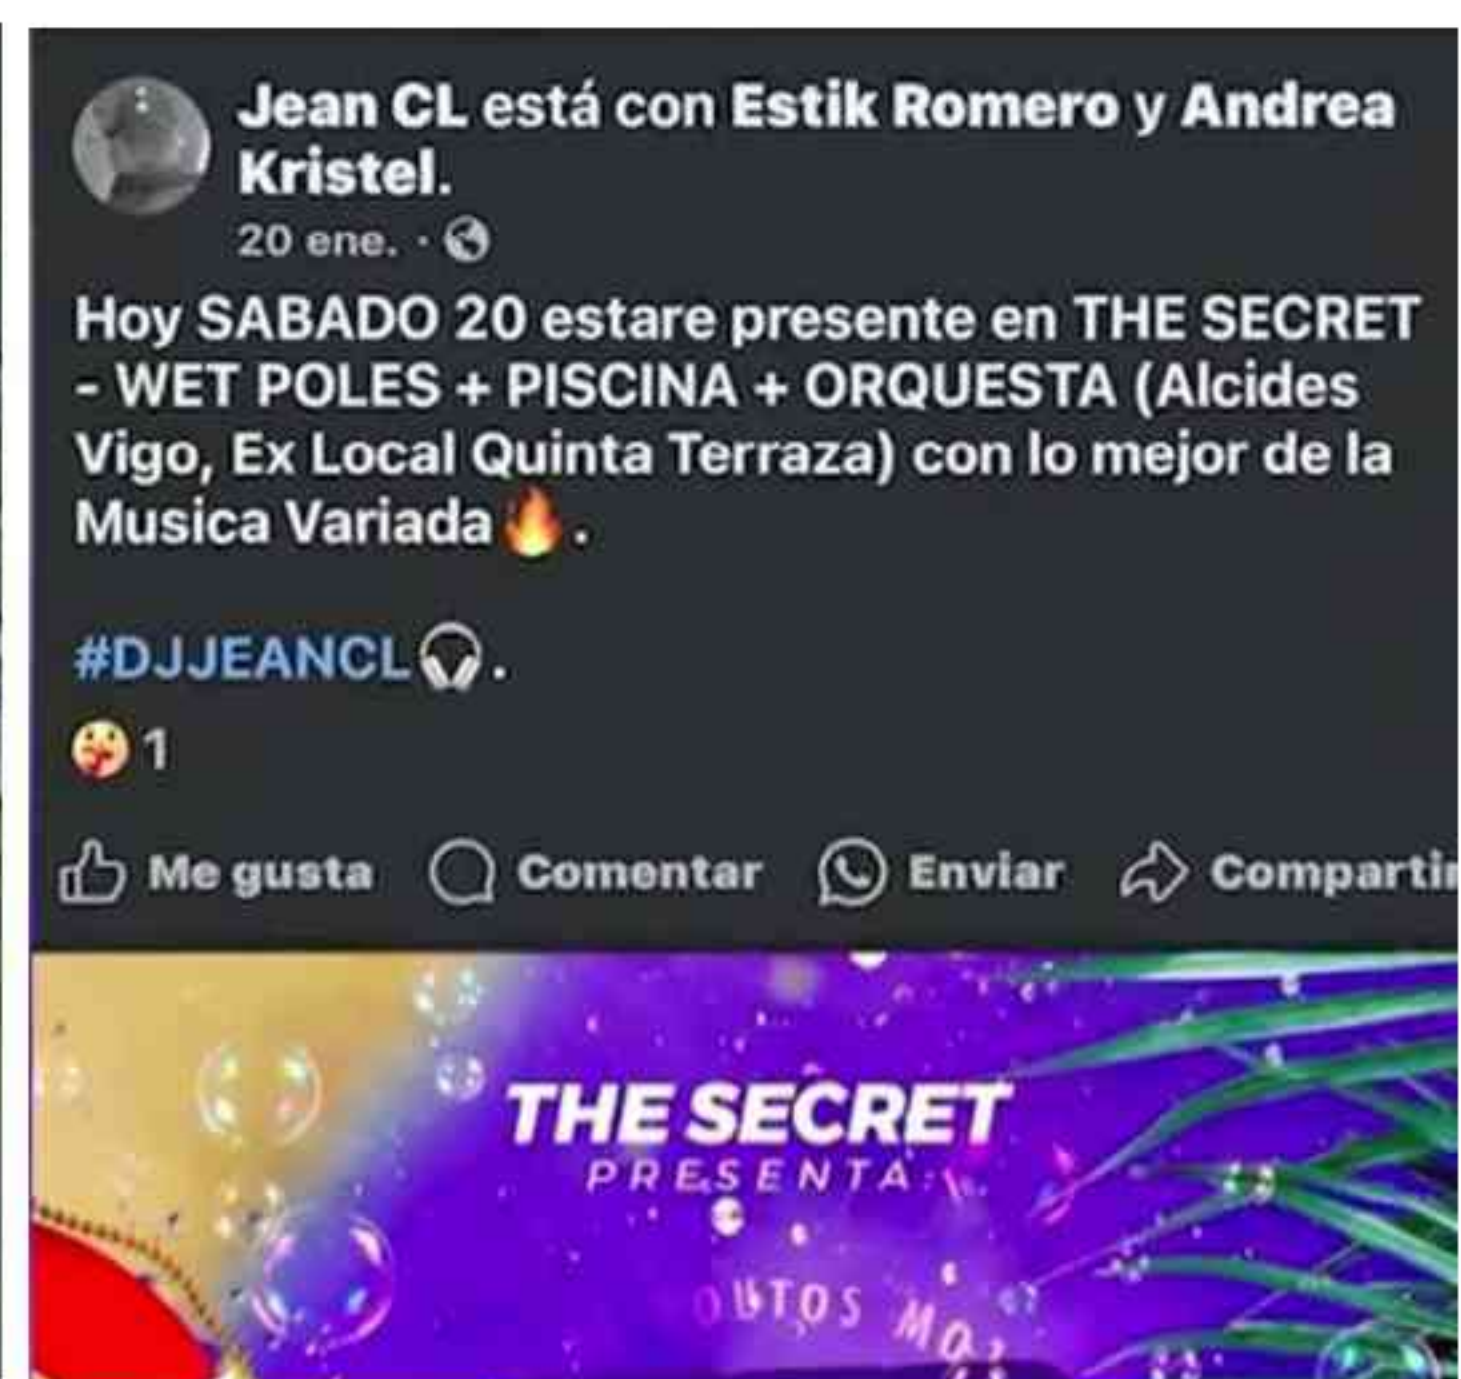 Jean CL está con Estik Romero y Andrea
Kristel.
20 ene. ·
Hoy SABADO 20 estare presente en THE SECRET
- WET POLES + PISCINA + ORQUESTA (Alcides
Vigo, Ex Local Quinta Terraza) con lo mejor de la
Musica Variada🔥.
#DJJEANCL🎧.
1
Me gusta
Comentar
Enviar
Compartir
THE SECRET
PRESENTA: